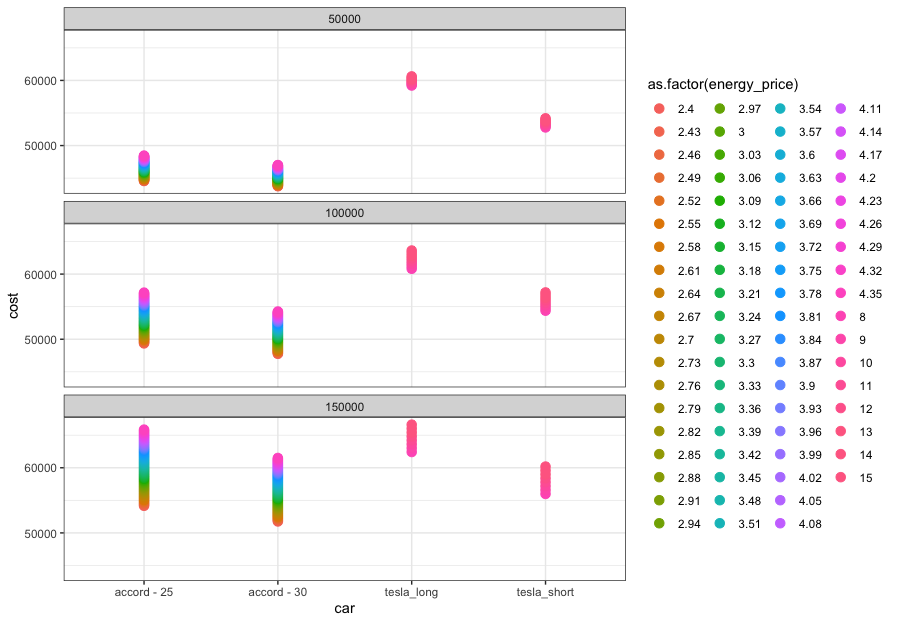 50000
60000
50000
100000
60000
50000
150000
60000
50000
cost
accord - 25 accord - 30 tesla_long tesla_short
car
as.factor(energy_price)
2.4 2.97 3.54 4.11
2.43 3 3.57 4.14
2.46 3.03 3.6 4.17
2.49 3.06 3.63 4.2
2.52 3.09 3.66 4.23
2.55 3.12 3.69 4.26
2.58 3.15 3.72 4.29
2.61 3.18 3.75 4.32
2.64 3.21 3.78 4.35
2.67 3.24 3.81 8
2.7 3.27 3.84 9
2.73 3.3 3.87 10
2.76 3.33 3.9 11
2.79 3.36 3.93 12
2.82 3.39 3.96 13
2.85 3.42 3.99 14
2.88 3.45 4.02 15
2.91 3.48 4.05
2.94 3.51 4.08